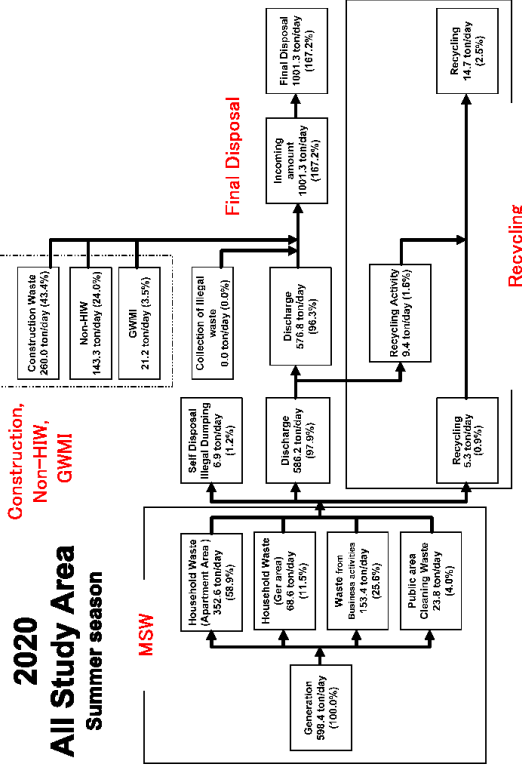 2020
All Study Area
Summer season
Construction,
Non-HIW,
GWMI
Construction Waste
260.0 ton/day (43.4%)
Non-HIW
143.3 ton/day (24.0%)
GWMI
21.2 ton/day (3.5%)
Final Disposal
MSW
Generation
598.4 ton/day
(100.0%)
Household Waste
(Apartment Area)
352.6 ton/day
(58.9%)
Household Waste
(Ger area)
68.6 ton/day
(11.5%)
Waste from
Business activities
153.4 ton/day
(25.6%)
Public area
Cleaning Waste
23.8 ton/day
(4.0%)
Self Disposal
Illegal Dumping
6.9 ton/day
(1.2%)
Discharge
586.2 ton/day
(97.9%)
Recycling
5.3 ton/day
(0.9%)
Collection of Illegal
waste
0.0 ton/day (0.0%)
Discharge
576.8 ton/day
(96.3%)
Recycling Activity
9.4 ton/day (1.6%)
Incoming
amount
1001.3 ton/day
(167.2%)
Final Disposal
1001.3 ton/day
(167.2%)
Recycling
14.7 ton/day
(2.5%)
Recycling